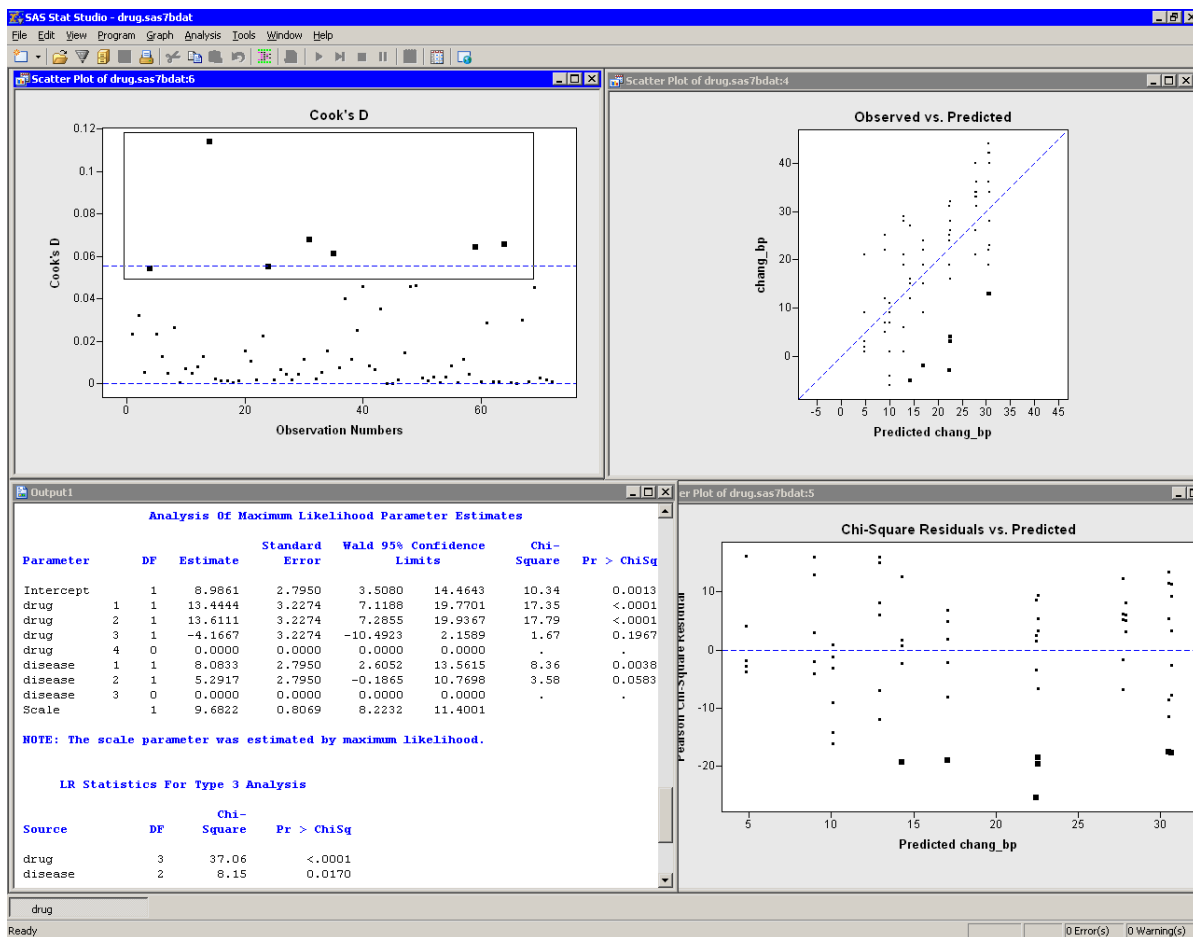 SAS Stat Studio - drug.sas7bdat
File Edit View Program Graph Analysis Tools Window Help
Scatter Plot of drug.sas7bdat:6
Cook's D
0.12
0.1
0.08
0.06
0.04
0.02
0
Cook's D
0 20 40 60
Observation Numbers
Scatter Plot of drug.sas7bdat:4
Observed vs. Predicted
40
30
20
10
0
chang_bp
-5 0 5 10 15 20 25 30 35 40 45
Predicted chang_bp
Output1
Analysis Of Maximum Likelihood Parameter Estimates
Standard Wald 95% Confidence Chi-
Parameter DF Estimate Error Limits Square Pr > ChiSq
Intercept 1 8.9861 2.7950 3.5080 14.4643 10.34 0.0013
drug 1 1 13.4444 3.2274 7.1188 19.7701 17.35 <.0001
drug 2 1 13.6111 3.2274 7.2855 19.9367 17.79 <.0001
drug 3 1 -4.1667 3.2274 -10.4923 2.1589 1.67 0.1967
drug 4 0 0.0000 0.0000 0.0000 0.0000 . .
disease 1 1 8.0833 2.7950 2.6052 13.5615 8.36 0.0038
disease 2 1 5.2917 2.7950 -0.1865 10.7698 3.58 0.0583
disease 3 0 0.0000 0.0000 0.0000 0.0000 . .
Scale 1 9.6822 0.8069 8.2232 11.4001
NOTE: The scale parameter was estimated by maximum likelihood.
LR Statistics For Type 3 Analysis
Chi-
Source DF Square Pr > ChiSq
drug 3 37.06 <.0001
disease 2 8.15 0.0170
er Plot of drug.sas7bdat:5
Chi-Square Residuals vs. Predicted
10
0
-10
-20
Pearson Chi-Square Residual
5 10 15 20 25 30
Predicted chang_bp
drug
Ready
0 Error(s) 0 Warning(s)